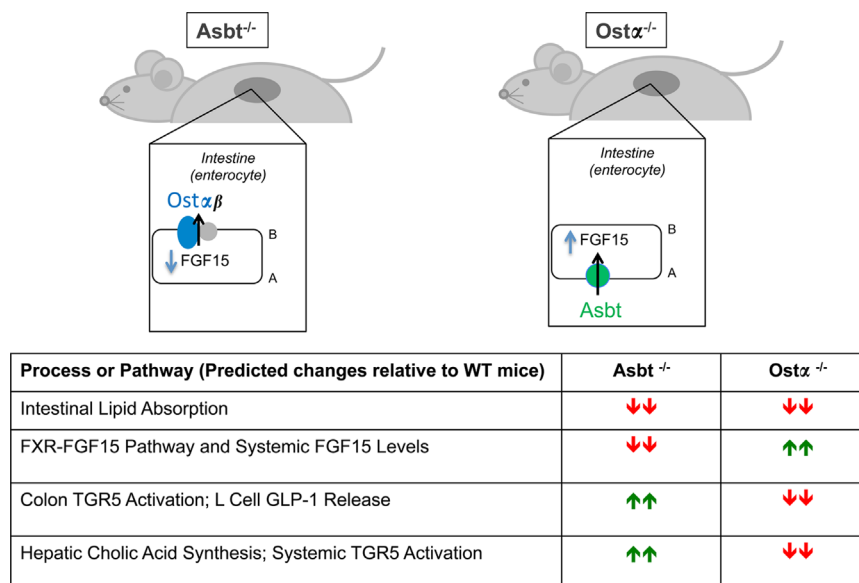 Asbt-/-
Ostα-/-
Intestine
(enterocyte)
Ostαβ
B
FGF15
A
Intestine
(enterocyte)
B
FGF15
A
Asbt
Process or Pathway (Predicted changes relative to WT mice) Asbt -/- Ostα -/-
Intestinal Lipid Absorption ↓↓ ↓↓
FXR-FGF15 Pathway and Systemic FGF15 Levels ↓↓ ↑↑
Colon TGR5 Activation; L Cell GLP-1 Release ↑↑ ↓↓
Hepatic Cholic Acid Synthesis; Systemic TGR5 Activation ↑↑ ↓↓